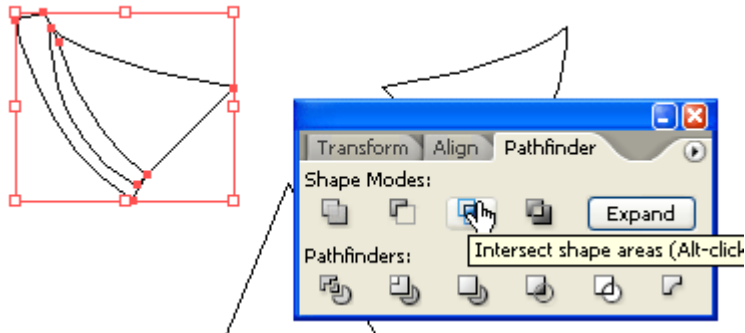 Transform Align Pathfinder
Shape Modes:
Expand
Intersect shape areas (Alt-click
Pathfinders: